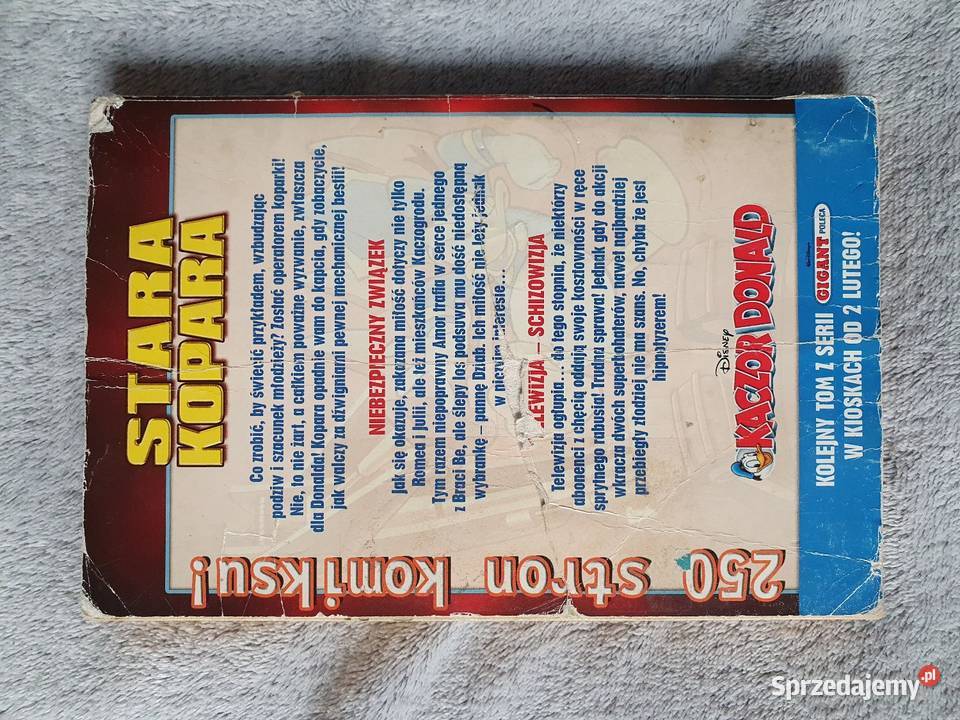 STARA
KOPARA
Co zrobić, by świecić przykładem, wzbudzając
podziw i szacunek młodzieży? Zostać operatorem koparki!
Nie, to nie żart, a całkiem poważne wyzwanie, zwłaszcza
dla Donalda! Kopara opadnie wam do kapcia, gdy zobaczycie,
jak walczy za dźwigniami pewnej mechanicznej bestii!
NIEBEZPIECZNY ZWIĄZEK
Jak się okazuje, zakazana miłość dotyczy nie tylko
Romea i Julii, ale też mieszkańców Kaczogrodu.
Tym razem niepoprawny Amor trafia w serce jednego
z Braci Be, ale ślepy los podsuwa mu dość niedostępną
wybrankę – pannę Dziub. Ich miłość nie leży jednak
w niczyim interesie...
LEWIZJA – SCHIZOWIZJA
Telewizja ogłupia... do tego stopnia, że niektórzy
abonenci z chęcią oddają swoje kosztowności w ręce
sprytnego rabusia! Trudna sprawa! Jednak gdy do akcji
wkracza dwóch superbohaterów, nawet najbardziej
przebiegły złodziej nie ma szans. No, chyba że jest
hipnotyzerem!
250 stron komiksu!
Disney
KACZOR DONALD
KOLEJNY TOM Z SERII
GIGANT POLECA
W KIOSKACH OD 2 LUTEGO!
Sprzedajemy.pl